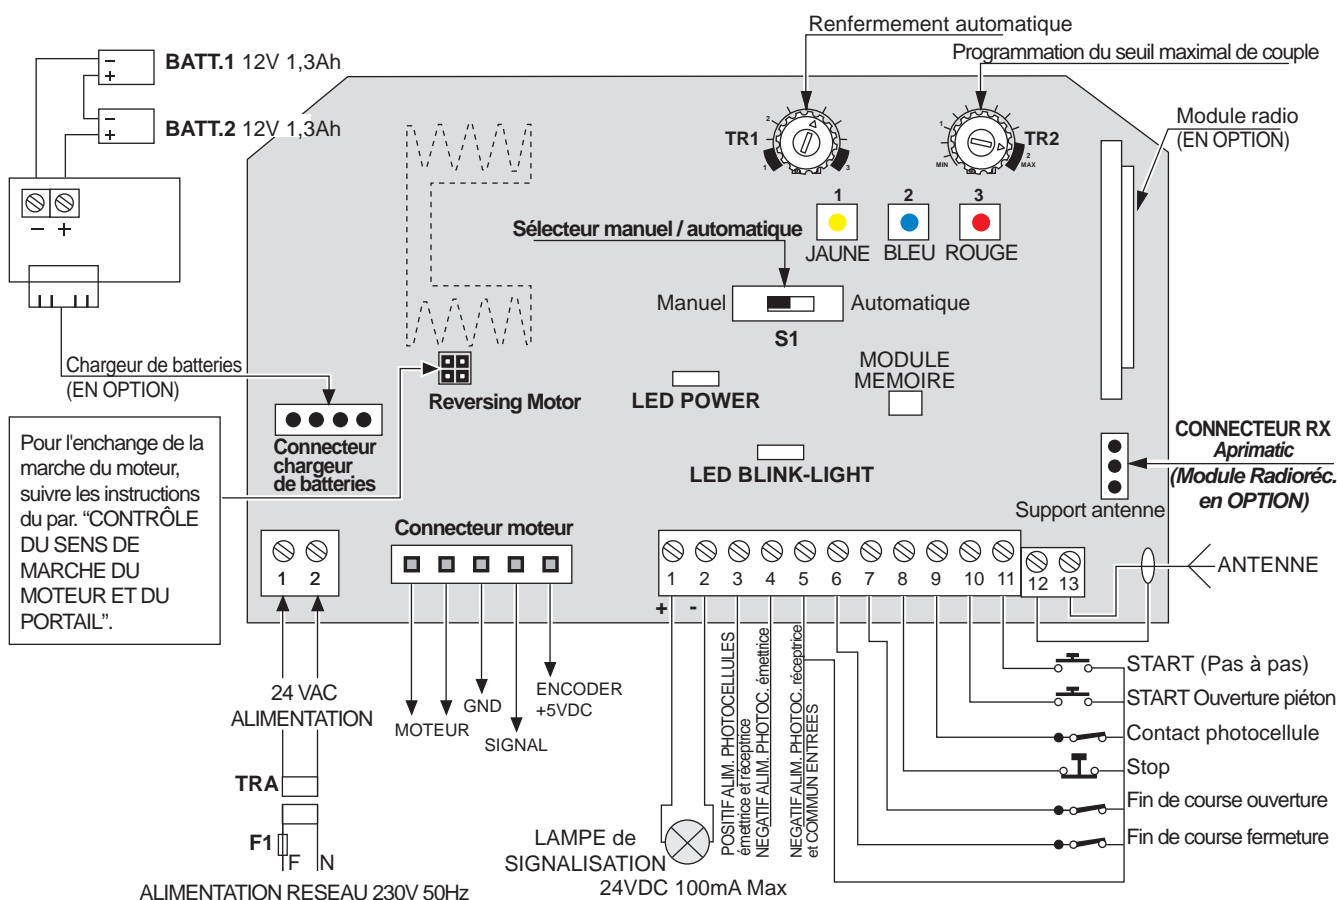 Renfermement automatique
Programmation du seuil maximal de couple
BATT.1 12V 1,3Ah
BATT.2 12V 1,3Ah
Module radio
(EN OPTION)
TR1
2
1
3
TR2
1
MIN
2
MAX
1
2
3
JAUNE
BLEU
ROUGE
Sélecteur manuel / automatique
Manuel
Automatique
S1
- +
Chargeur de batteries
(EN OPTION)
Reversing Motor
LED POWER
MODULE
MEMOIRE
Connecteur
chargeur
de batteries
LED BLINK-LIGHT
CONNECTEUR RX
Aprimatic
(Module Radioréc.
en OPTION)
Support antenne
Pour l'enchange de la
marche du moteur,
suivre les instructions
du par. “CONTRÔLE
DU SENS DE
MARCHE DU
MOTEUR ET DU
PORTAIL”.
Connecteur moteur
1 2
1 2 3 4 5 6 7 8 9 10 11 12 13
ANTENNE
+ -
24 VAC
ALIMENTATION
MOTEUR
GND
SIGNAL
ENCODER
+5VDC
POSITIF ALIM. PHOTOCELLULES
émettrice et réceptrice
NEGATIF ALIM. PHOTOC. émettrice
NEGATIF ALIM. PHOTOC. réceptrice
et COMMUN ENTREES
START (Pas à pas)
START Ouverture piéton
Contact photocellule
Stop
Fin de course ouverture
Fin de course fermeture
TRA
F1
F N
ALIMENTATION RESEAU 230V 50Hz
LAMPE de
SIGNALISATION
24VDC 100mA Max